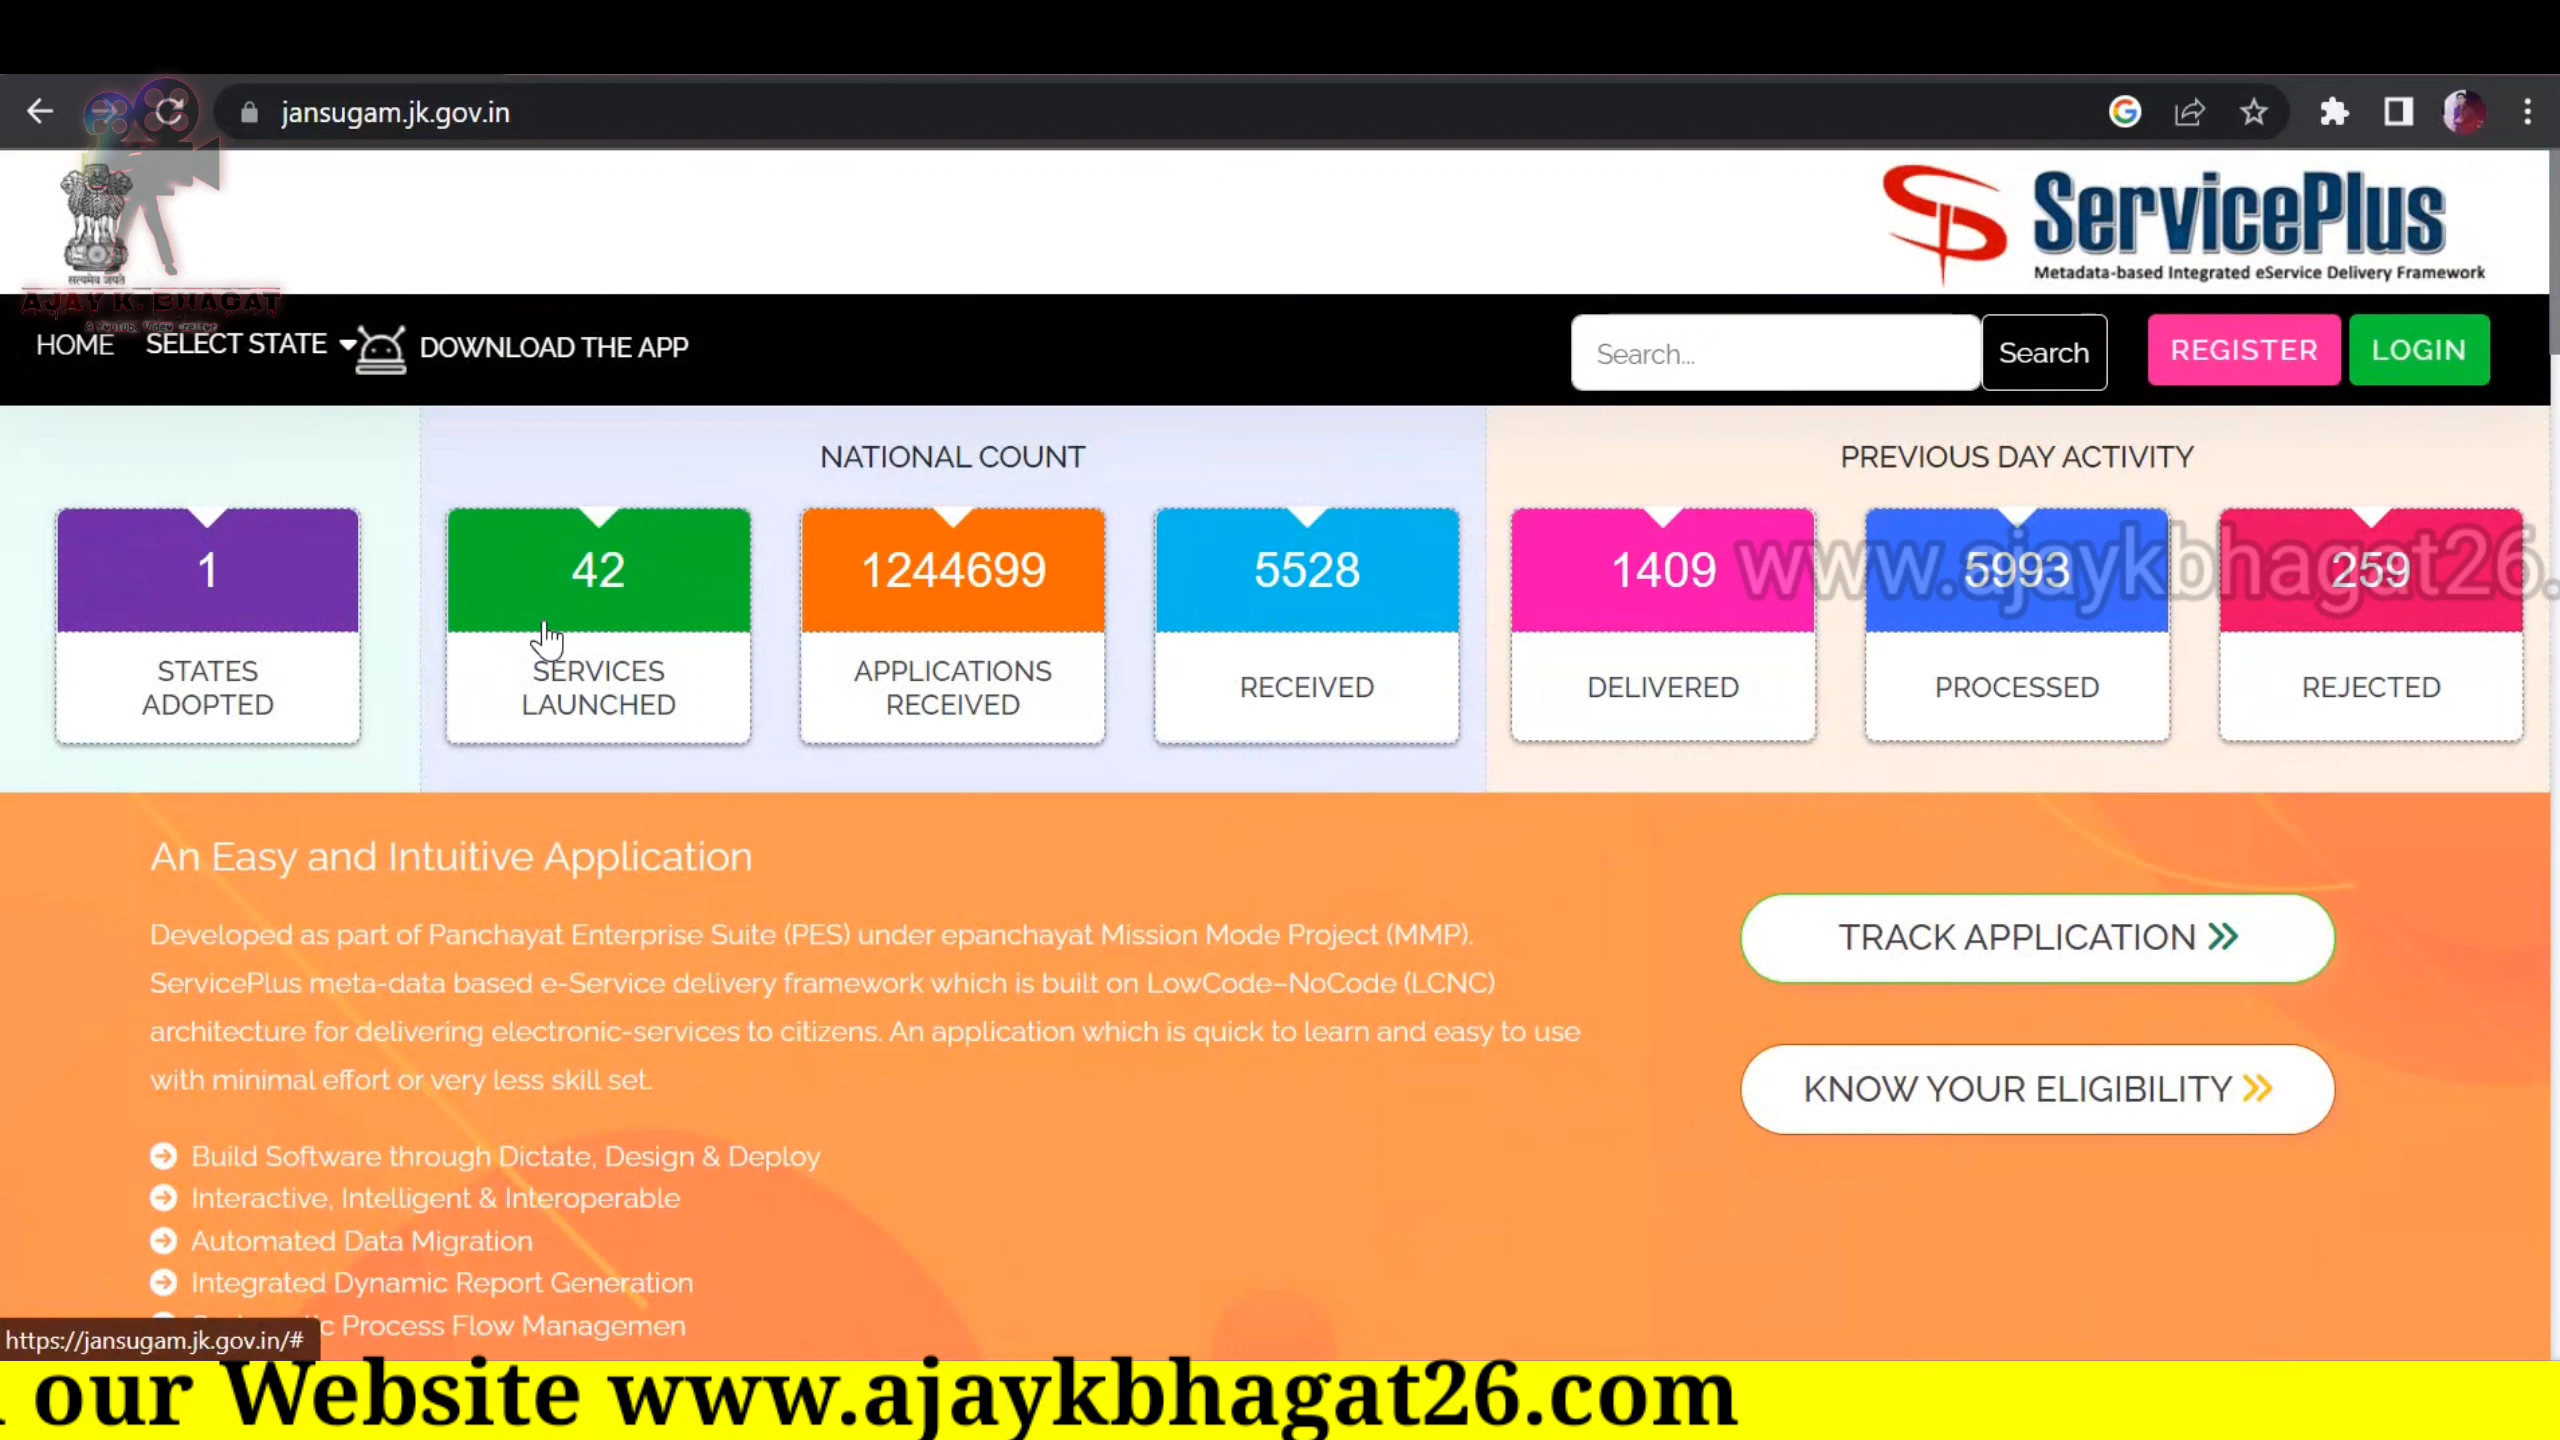 jansugam.jk.gov.in
सत्यमेव जयते
AJAY K. BHAGAT
ServicePlus
Metadata-based Integrated eService Delivery Framework
HOME SELECT STATE DOWNLOAD THE APP
Search... Search REGISTER LOGIN
NATIONAL COUNT
PREVIOUS DAY ACTIVITY
1
STATES
ADOPTED
42
SERVICES
LAUNCHED
1244699
APPLICATIONS
RECEIVED
5528
RECEIVED
1409
DELIVERED
5993
PROCESSED
259
REJECTED
www.ajaykbhagat26.
An Easy and Intuitive Application
Developed as part of Panchayat Enterprise Suite (PES) under epanchayat Mission Mode Project (MMP).
ServicePlus meta-data based e-Service delivery framework which is built on LowCode-NoCode (LCNC)
architecture for delivering electronic-services to citizens. An application which is quick to learn and easy to use
with minimal effort or very less skill set.
TRACK APPLICATION
KNOW YOUR ELIGIBILITY
Build Software through Dictate, Design & Deploy
Interactive, Intelligent & Interoperable
Automated Data Migration
Integrated Dynamic Report Generation
Process Flow Managemen
https://jansugam.jk.gov.in/#
our Website www.ajaykbhagat26.com